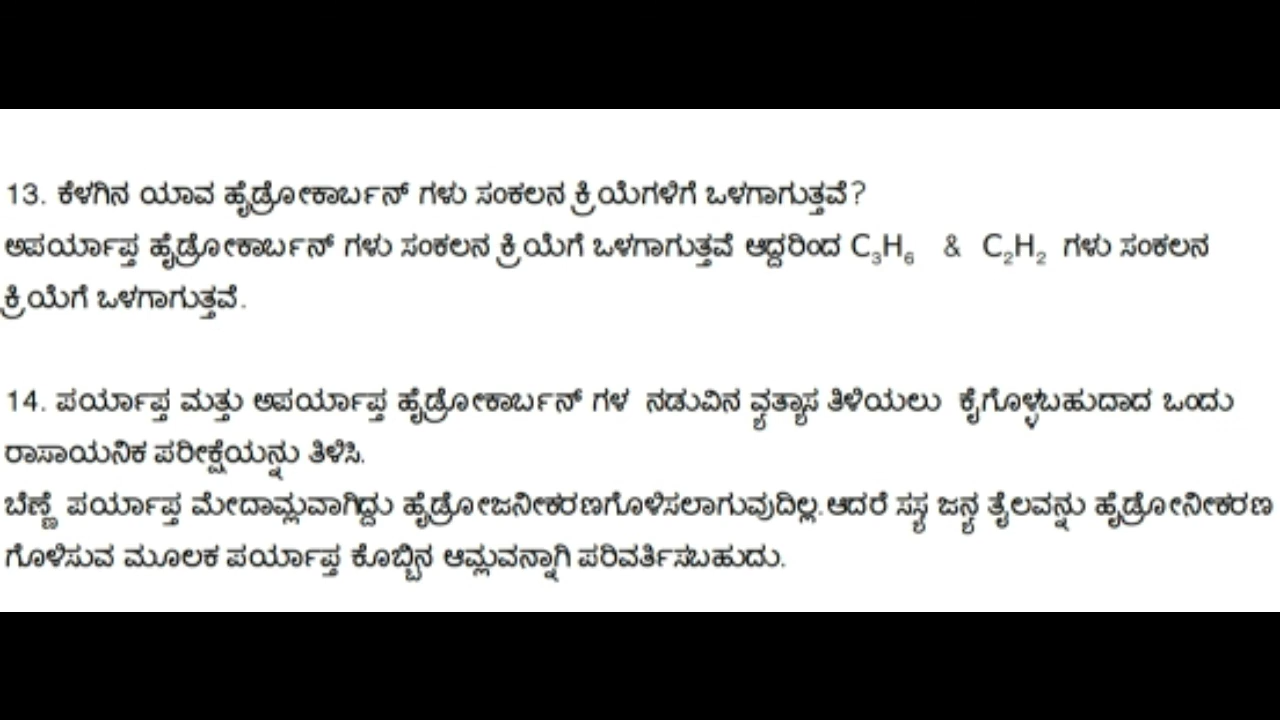 13. ಕೆಳಗಿನ ಯಾವ ಹೈಡ್ರೋಕಾರ್ಬನ್ ಗಳು ಸಂಕಲನ ಕ್ರಿಯೆಗಳಿಗೆ ಒಳಗಾಗುತ್ತವೆ?
ಅಪರ್ಯಾಪ್ತ ಹೈಡ್ರೋಕಾರ್ಬನ್ ಗಳು ಸಂಕಲನ ಕ್ರಿಯೆಗೆ ಒಳಗಾಗುತ್ತವೆ ಆದ್ದರಿಂದ C₃H₆ & C₂H₂ ಗಳು ಸಂಕಲನ
ಕ್ರಿಯೆಗೆ ಒಳಗಾಗುತ್ತವೆ.
14. ಪರ್ಯಾಪ್ತ ಮತ್ತು ಅಪರ್ಯಾಪ್ತ ಹೈಡ್ರೋಕಾರ್ಬನ್ ಗಳ ನಡುವಿನ ವ್ಯತ್ಯಾಸ ತಿಳಿಯಲು ಕೈಗೊಳ್ಳಬಹುದಾದ ಒಂದು
ರಾಸಾಯನಿಕ ಪರೀಕ್ಷೆಯನ್ನು ತಿಳಿಸಿ.
ಬೆಣ್ಣೆ ಪರ್ಯಾಪ್ತ ಮೇದಾಮ್ಲವಾಗಿದ್ದು ಹೈಡ್ರೋಜನೀಕರಣಗೊಳಿಸಲಾಗುವುದಿಲ್ಲ.ಆದರೆ ಸಸ್ಯ ಜನ್ಯ ತೈಲವನ್ನು ಹೈಡ್ರೋನೀಕರಣ
ಗೊಳಿಸುವ ಮೂಲಕ ಪರ್ಯಾಪ್ತ ಕೊಬ್ಬಿನ ಆಮ್ಲವನ್ನಾಗಿ ಪರಿವರ್ತಿಸಬಹುದು.